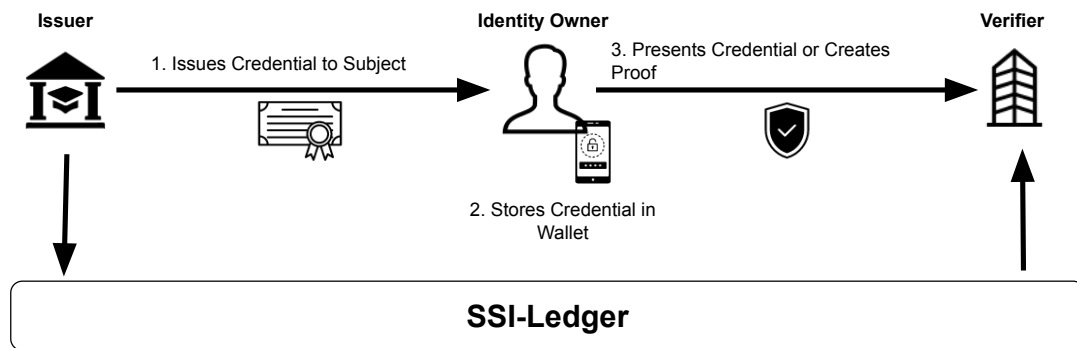 Issuer
Identity Owner
Verifier
1. Issues Credential to Subject
3. Presents Credential or Creates
Proof
2. Stores Credential in
Wallet
SSI-Ledger